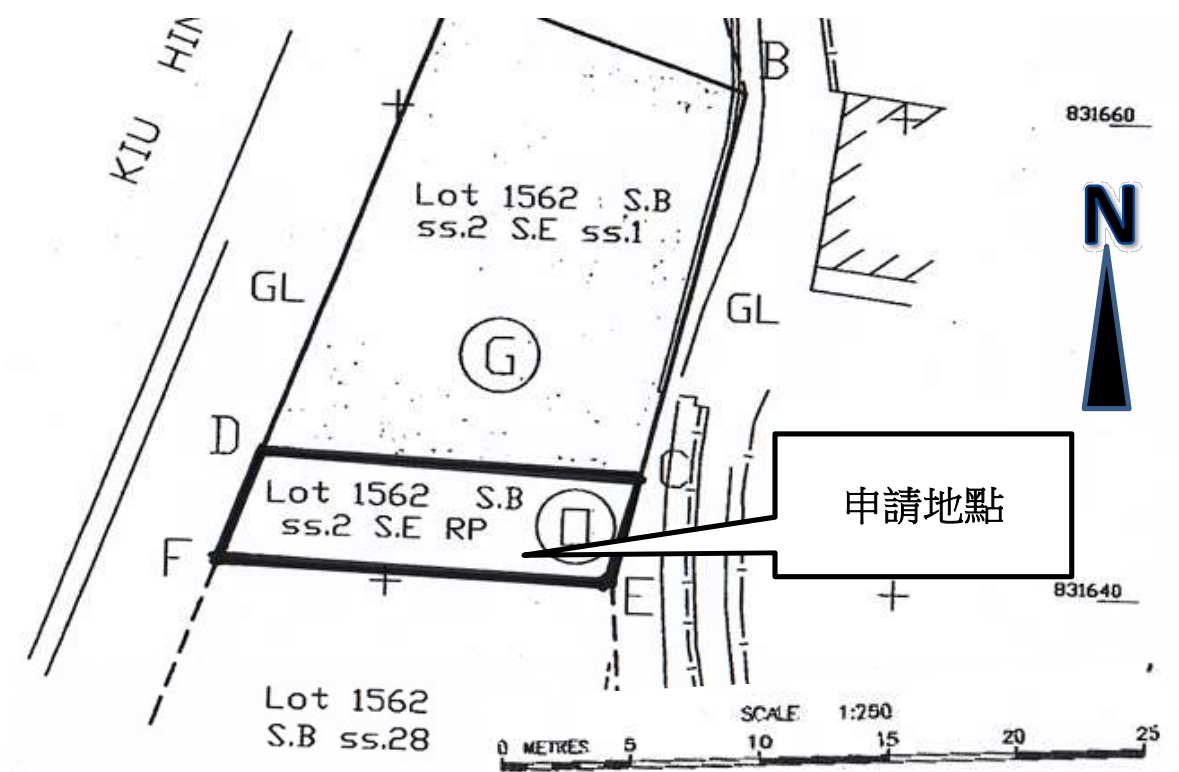 KIU HIN
B
831660
Lot 1562 S.B
ss.2 S.E ss.1
N
GL
GL
G
D
C
Lot 1562 S.B
ss.2 S.E RP
申請地點
F
E
831640
Lot 1562
S.B ss.28
SCALE 1:250
0 METRES 5 10 15 20 25